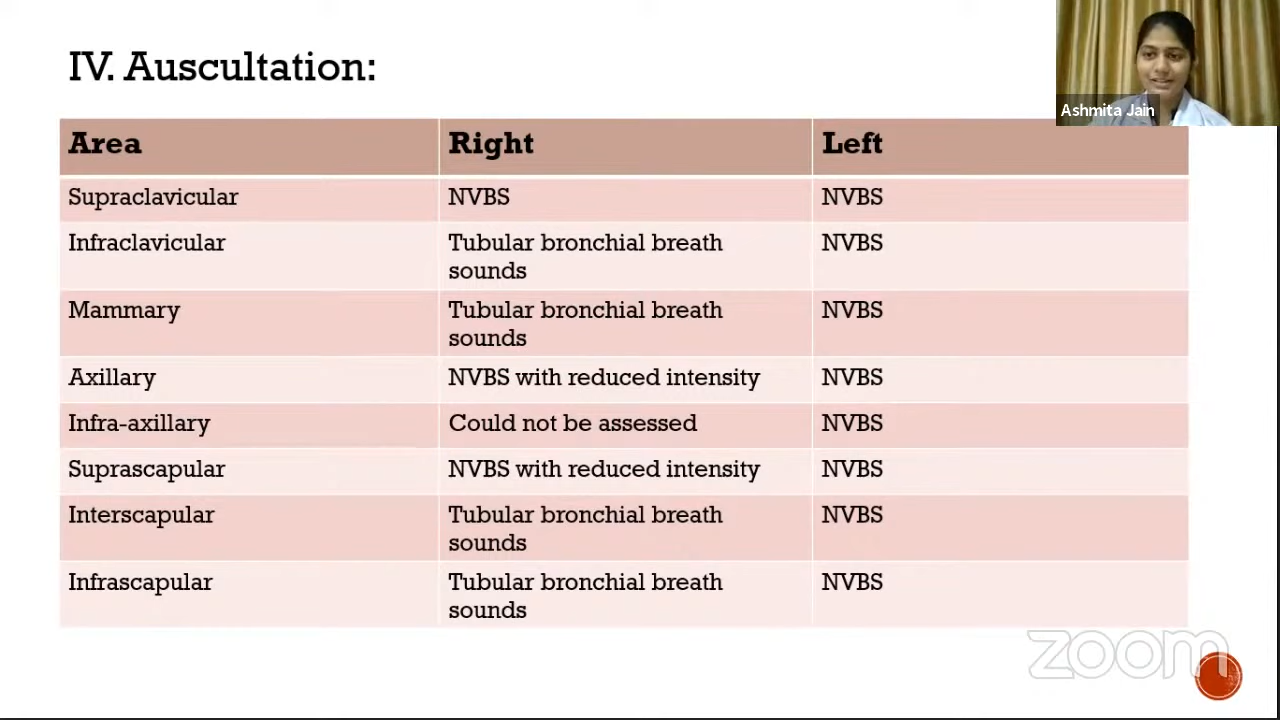 IV. Auscultation:
Ashmita Jain
Area Right Left
Supraclavicular NVBS NVBS
Infraclavicular Tubular bronchial breath NVBS
sounds
Mammary Tubular bronchial breath NVBS
sounds
Axillary NVBS with reduced intensity NVBS
Infra-axillary Could not be assessed NVBS
Suprascapular NVBS with reduced intensity NVBS
Interscapular Tubular bronchial breath NVBS
sounds
Infrascapular Tubular bronchial breath NVBS
sounds
zoom